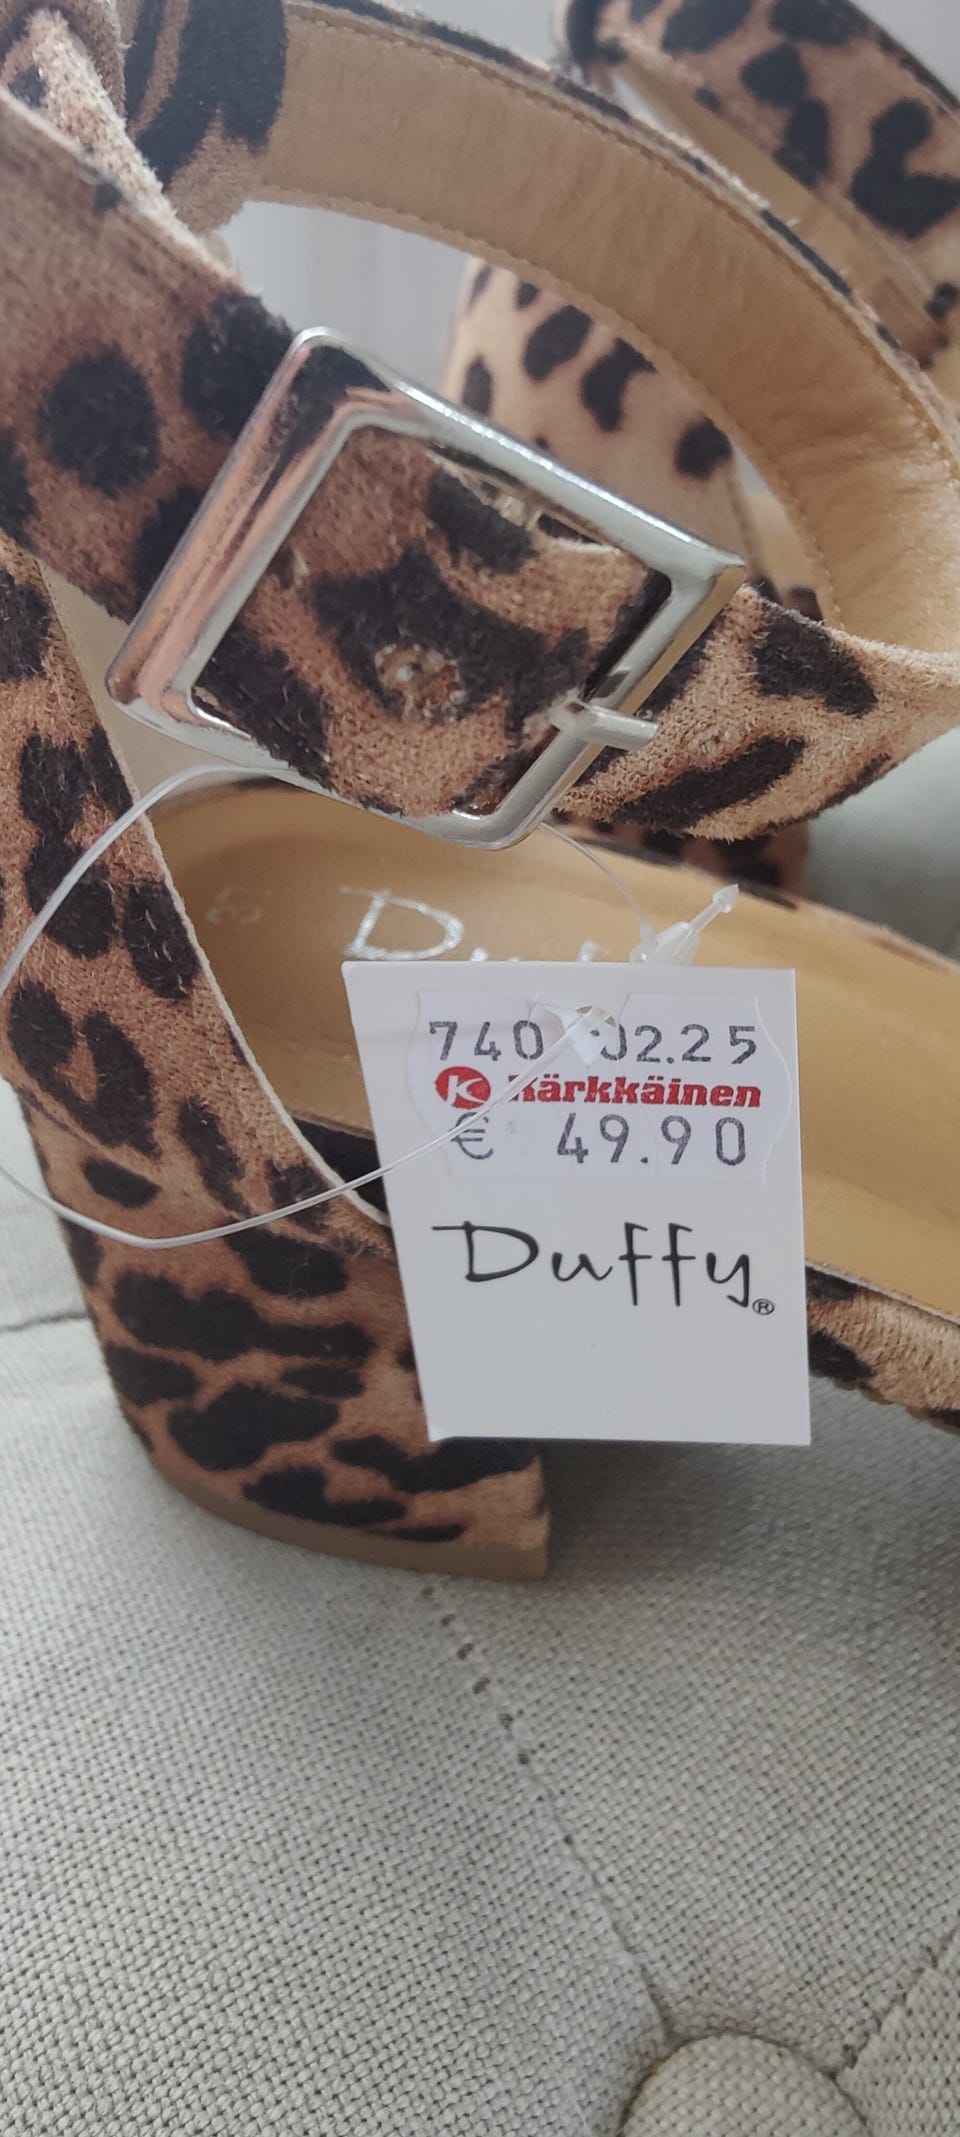 740 02.25
Kärkkäinen
€ 49.90
Duffy®